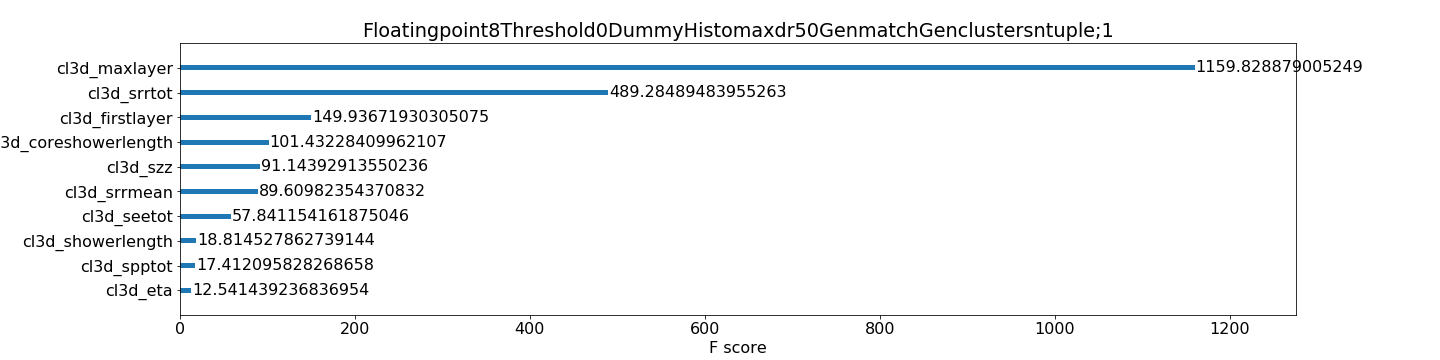 Floatingpoint8Threshold0DummyHistomaxdr50GenmatchGenclustersntuple;1
cl3d_maxlayer 1159.828879005249
cl3d_srrtot 489.28489483955263
cl3d_firstlayer 149.93671930305075
3d_coreshowerlength 101.43228409962107
cl3d_szz 91.14392913550236
cl3d_srrmean 89.60982354370832
cl3d_seetot 57.841154161875046
cl3d_showerlength 18.814527862739144
cl3d_spptot 17.412095828268658
cl3d_eta 12.541439236836954
0 200 400 600 800 1000 1200
F score